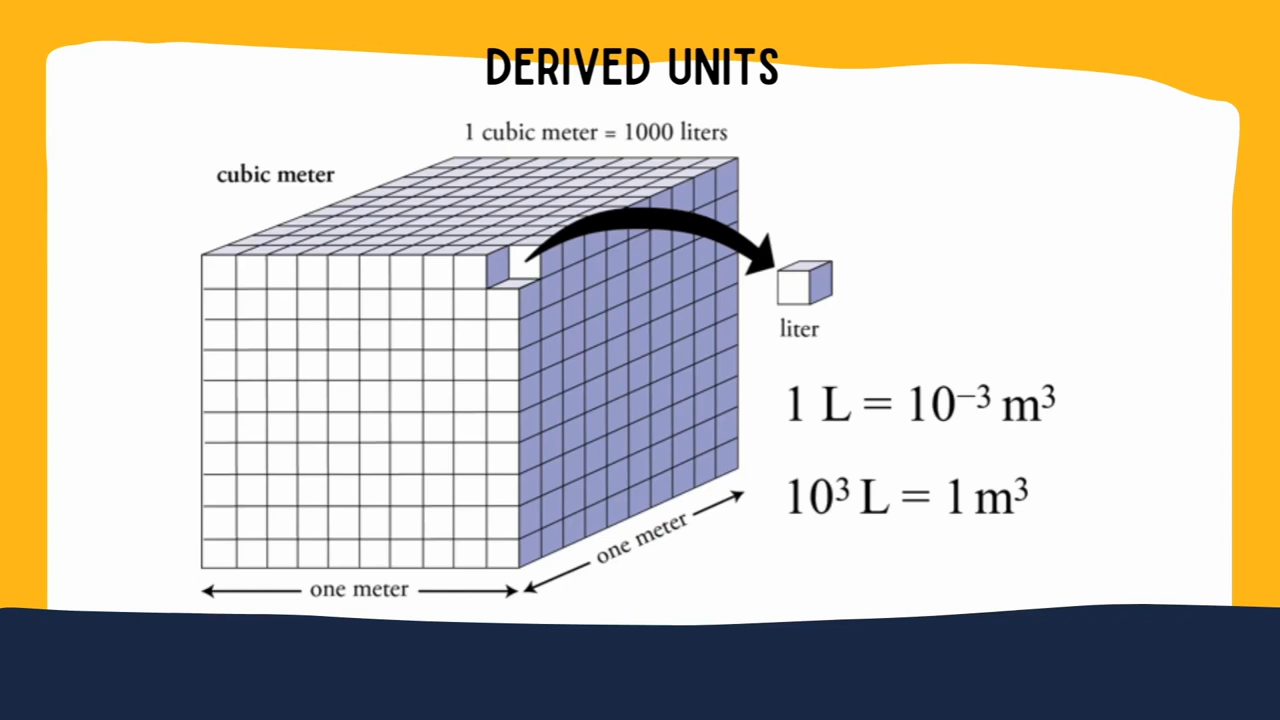 DERIVED UNITS
1 cubic meter = 1000 liters
cubic meter
liter
1 L = 10⁻³ m³
10³ L = 1 m³
one meter
one meter